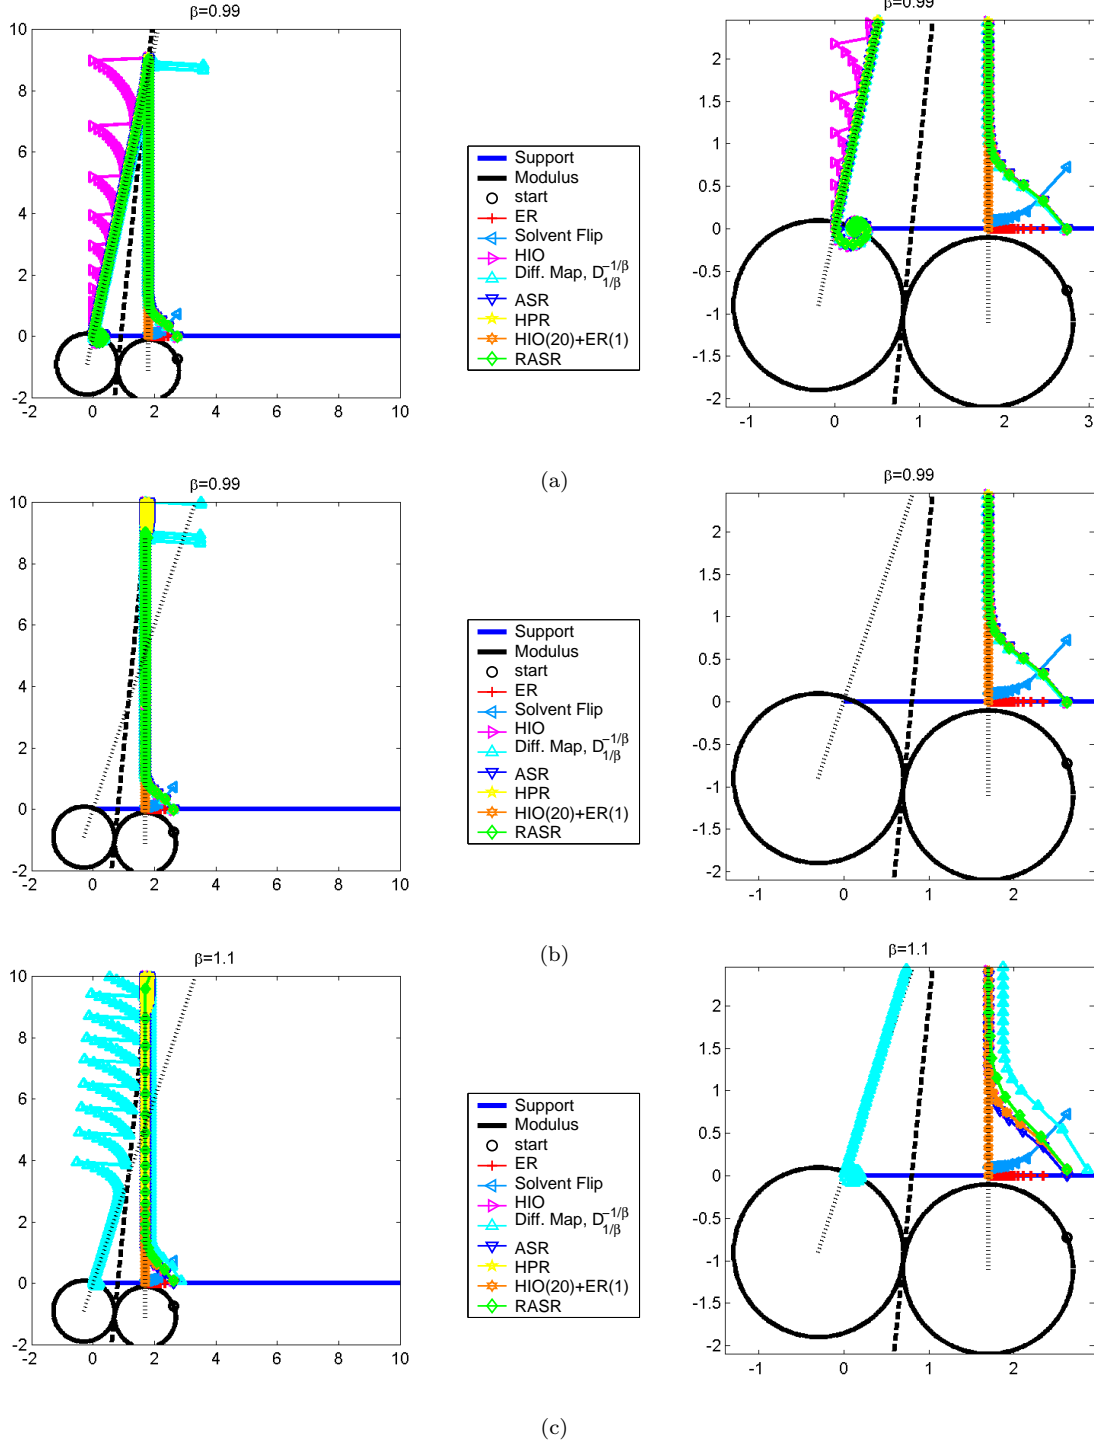 β=0.99
10
8
6
4
2
0
-2
-2
0
2
4
6
8
10
Support
Modulus
start
ER
Solvent Flip
HIO
Diff. Map, D_{1/β}^{-1/β}
ASR
HPR
HIO(20)+ER(1)
RASR
β=0.99
2
1.5
1
0.5
0
-0.5
-1
-1.5
-2
-1
0
1
2
3
(a)
β=0.99
10
8
6
4
2
0
-2
-2
0
2
4
6
8
10
Support
Modulus
start
ER
Solvent Flip
HIO
Diff. Map, D_{1/β}^{-1/β}
ASR
HPR
HIO(20)+ER(1)
RASR
β=0.99
2
1.5
1
0.5
0
-0.5
-1
-1.5
-2
-1
0
1
2
(b)
β=1.1
10
8
6
4
2
0
-2
-2
0
2
4
6
8
10
Support
Modulus
start
ER
Solvent Flip
HIO
Diff. Map, D_{1/β}^{-1/β}
ASR
HPR
HIO(20)+ER(1)
RASR
β=1.1
2
1.5
1
0.5
0
-0.5
-1
-1.5
-2
-1
0
1
2
(c)